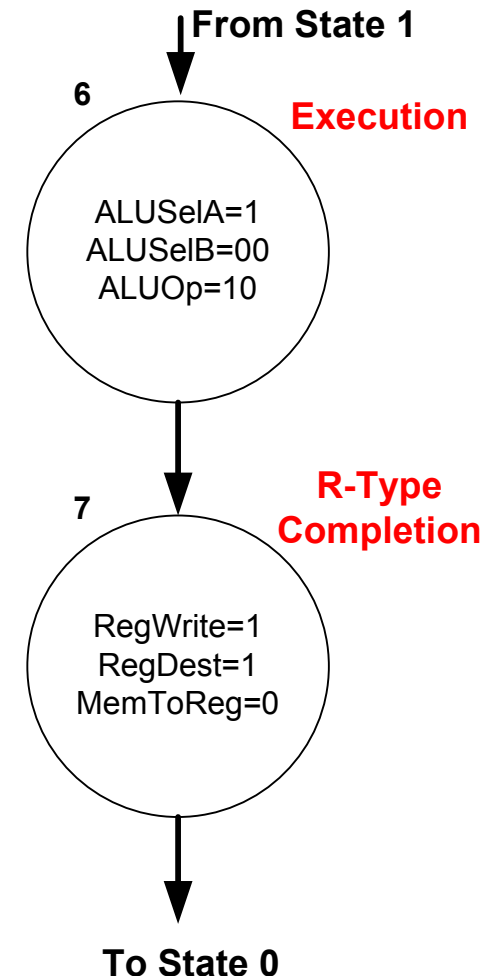 From State 1
6
Execution
ALUSelA=1
ALUSelB=00
ALUOp=10
7
R-Type
Completion
RegWrite=1
RegDest=1
MemToReg=0
To State 0